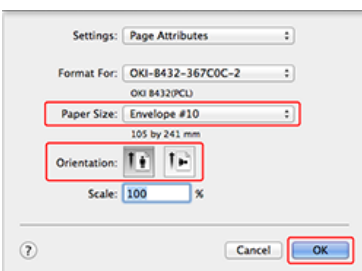 Settings: Page Attributes
Format For: OKI-B432-367C0C-2
OKI B432(PCL)
Paper Size: Envelope #10
105 by 241 mm
Orientation:
Scale: 100 %
? Cancel OK